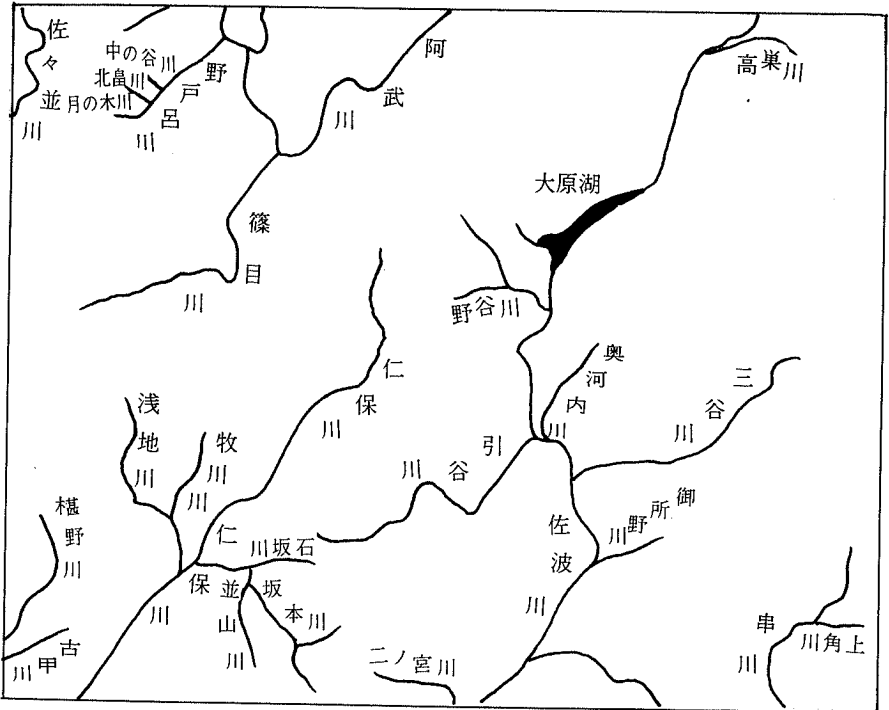 佐々並川
中の谷川
北畠川
月の木川
野戸呂川
阿武川
篠目川
高巣川
大原湖
野谷川
奥河内川
三谷川
引谷川
仁保川
浅地川
牧川川
仁保川
石坂川
並山川
坂本川
椹野川
古甲川
二ノ宮川
佐波川
御所野川
串川
上角川